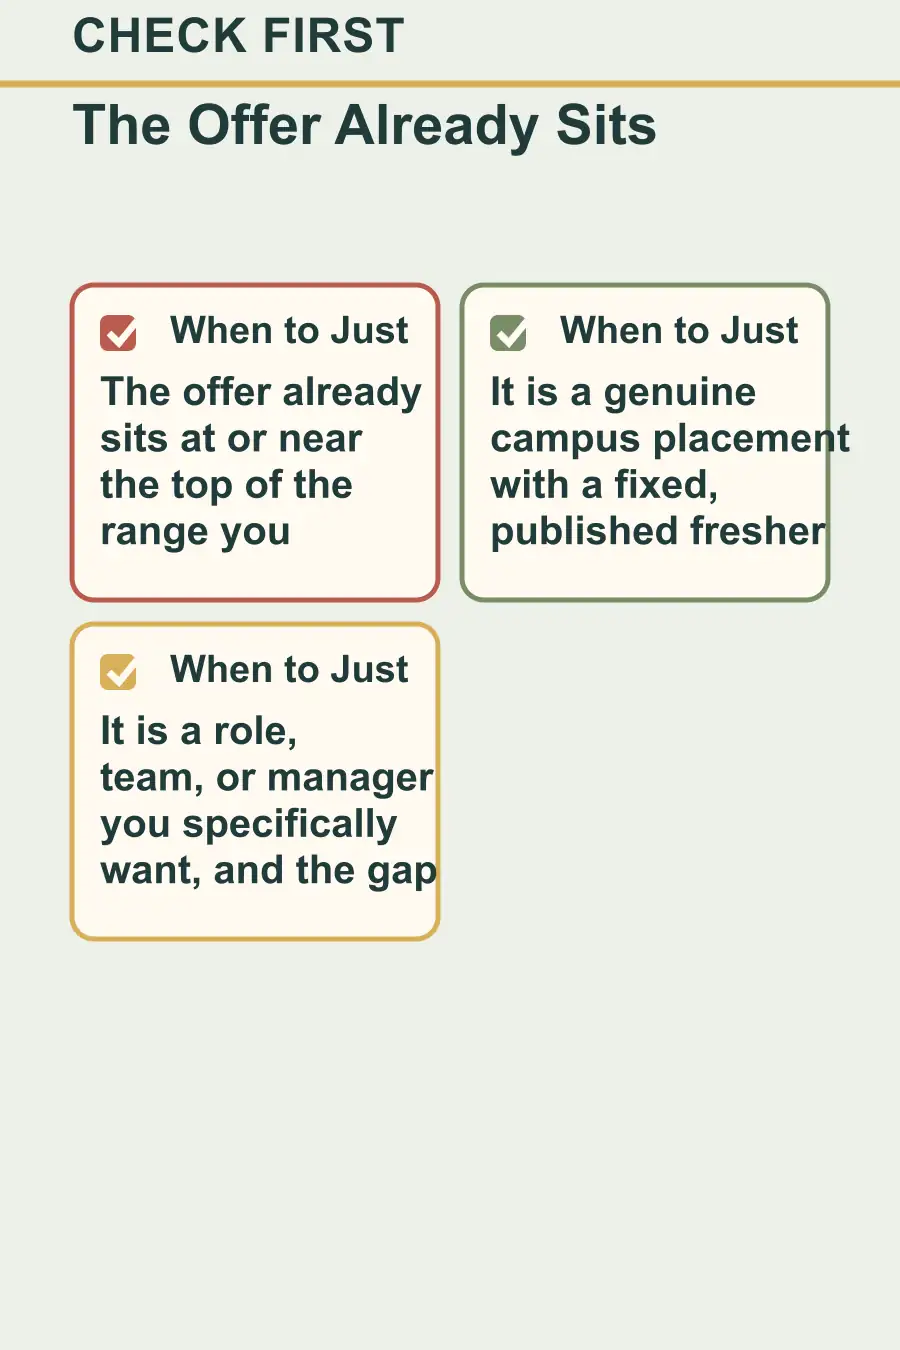 CHECK FIRST
The Offer Already Sits
When to Just
The offer already
sits at or near
the top of the
range you
When to Just
It is a genuine
campus placement
with a fixed,
published fresher
When to Just
It is a role,
team, or manager
you specifically
want, and the gap